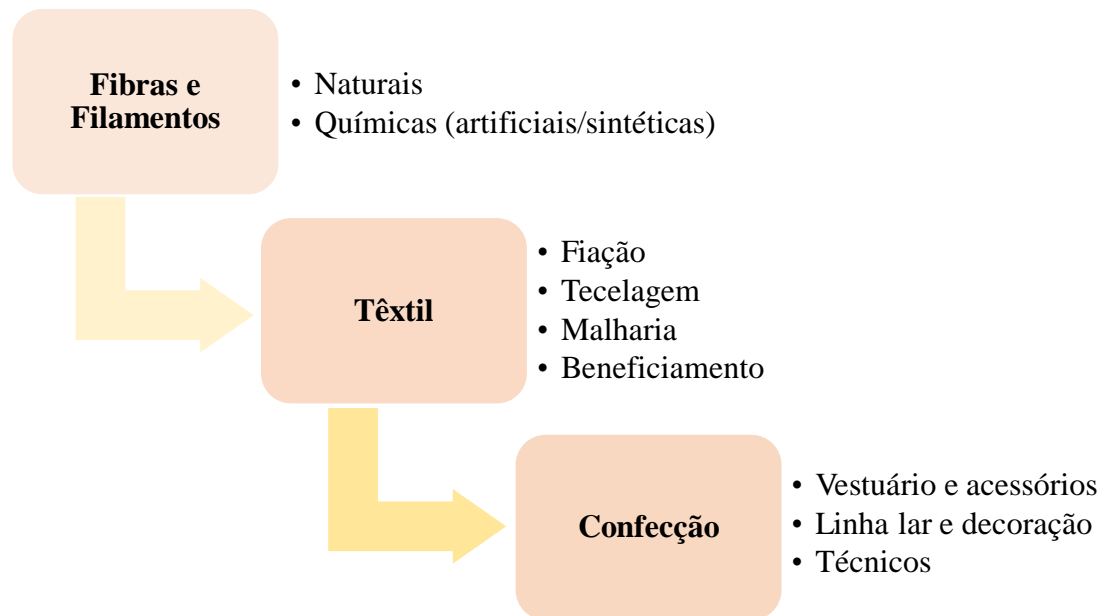 Fibras e
Filamentos
• Naturais
• Químicas (artificiais/sintéticas)
Têxtil
• Fiação
• Tecelagem
• Malharia
• Beneficiamento
Confecção
• Vestuário e acessórios
• Linha lar e decoração
• Técnicos